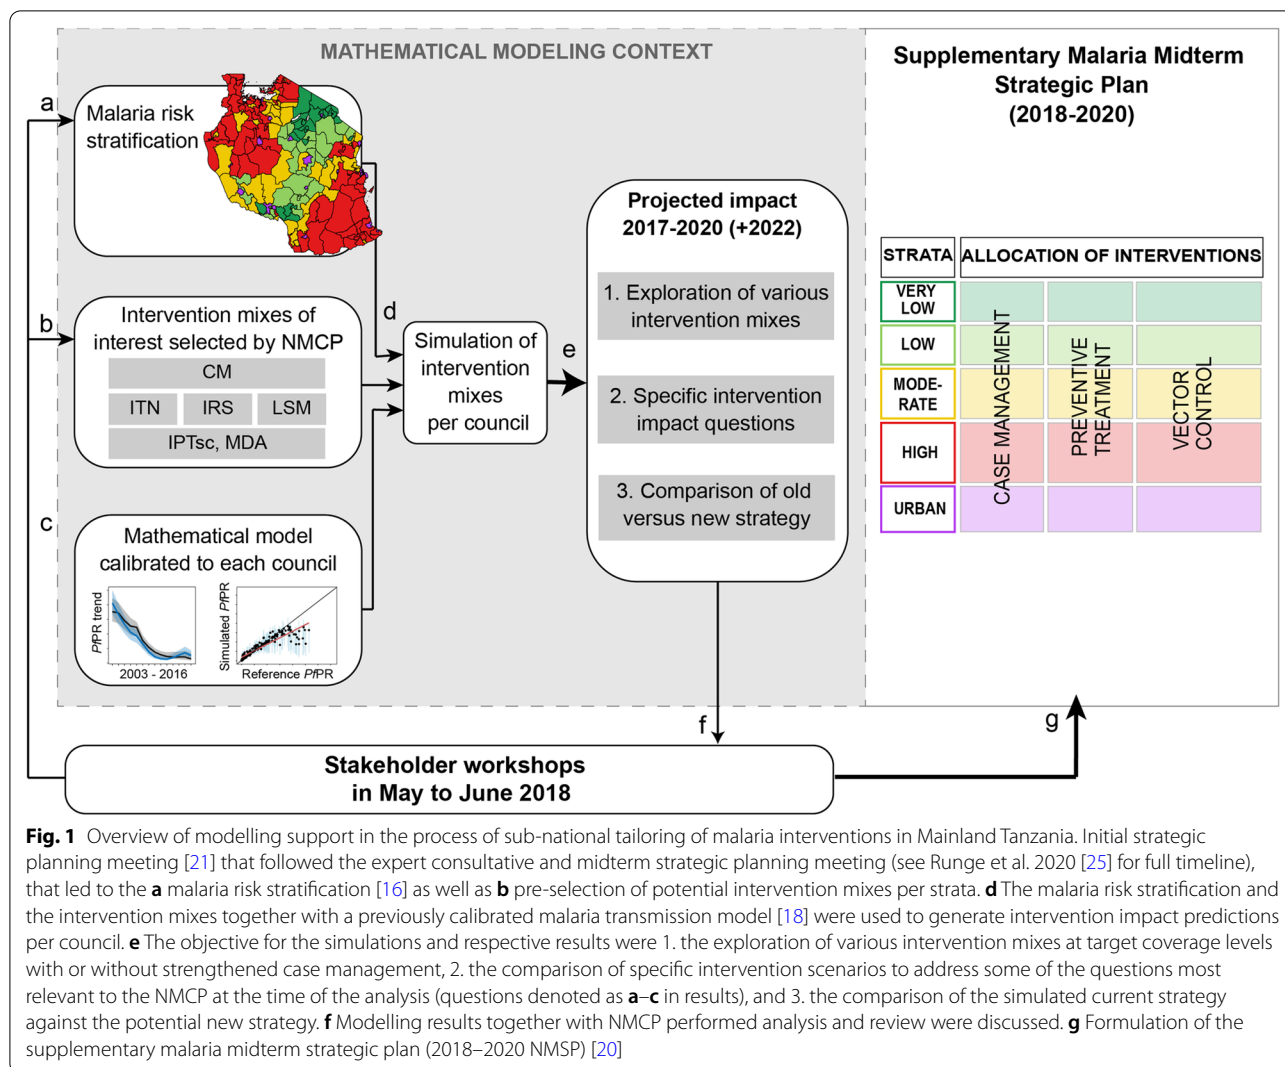 MATHEMATICAL MODELING CONTEXT
a
Malaria risk
stratification
b
Intervention mixes of
interest selected by NMCP
CM
ITN IRS LSM
IPTsc, MDA
c
Mathematical model
calibrated to each council
PfPR trend
2003 - 2016
Simulated PfPR
Reference PfPR
d
Simulation of
intervention
mixes
per council
e
Projected impact
2017-2020 (+2022)
1. Exploration of various
intervention mixes
2. Specific intervention
impact questions
3. Comparison of old
versus new strategy
f
Stakeholder workshops
in May to June 2018
g
Supplementary Malaria Midterm
Strategic Plan
(2018-2020)
STRATA ALLOCATION OF INTERVENTIONS
VERY
LOW
LOW
MODE-
RATE
HIGH
URBAN
CASE MANAGEMENT
PREVENTIVE
TREATMENT
VECTOR
CONTROL
Fig. 1 Overview of modelling support in the process of sub-national tailoring of malaria interventions in Mainland Tanzania. Initial strategic
planning meeting [21] that followed the expert consultative and midterm strategic planning meeting (see Runge et al. 2020 [25] for full timeline),
that led to the a malaria risk stratification [16] as well as b pre-selection of potential intervention mixes per strata. d The malaria risk stratification and
the intervention mixes together with a previously calibrated malaria transmission model [18] were used to generate intervention impact predictions
per council. e The objective for the simulations and respective results were 1. the exploration of various intervention mixes at target coverage levels
with or without strengthened case management, 2. the comparison of specific intervention scenarios to address some of the questions most
relevant to the NMCP at the time of the analysis (questions denoted as a–c in results), and 3. the comparison of the simulated current strategy
against the potential new strategy. f Modelling results together with NMCP performed analysis and review were discussed. g Formulation of the
supplementary malaria midterm strategic plan (2018–2020 NMSP) [20]